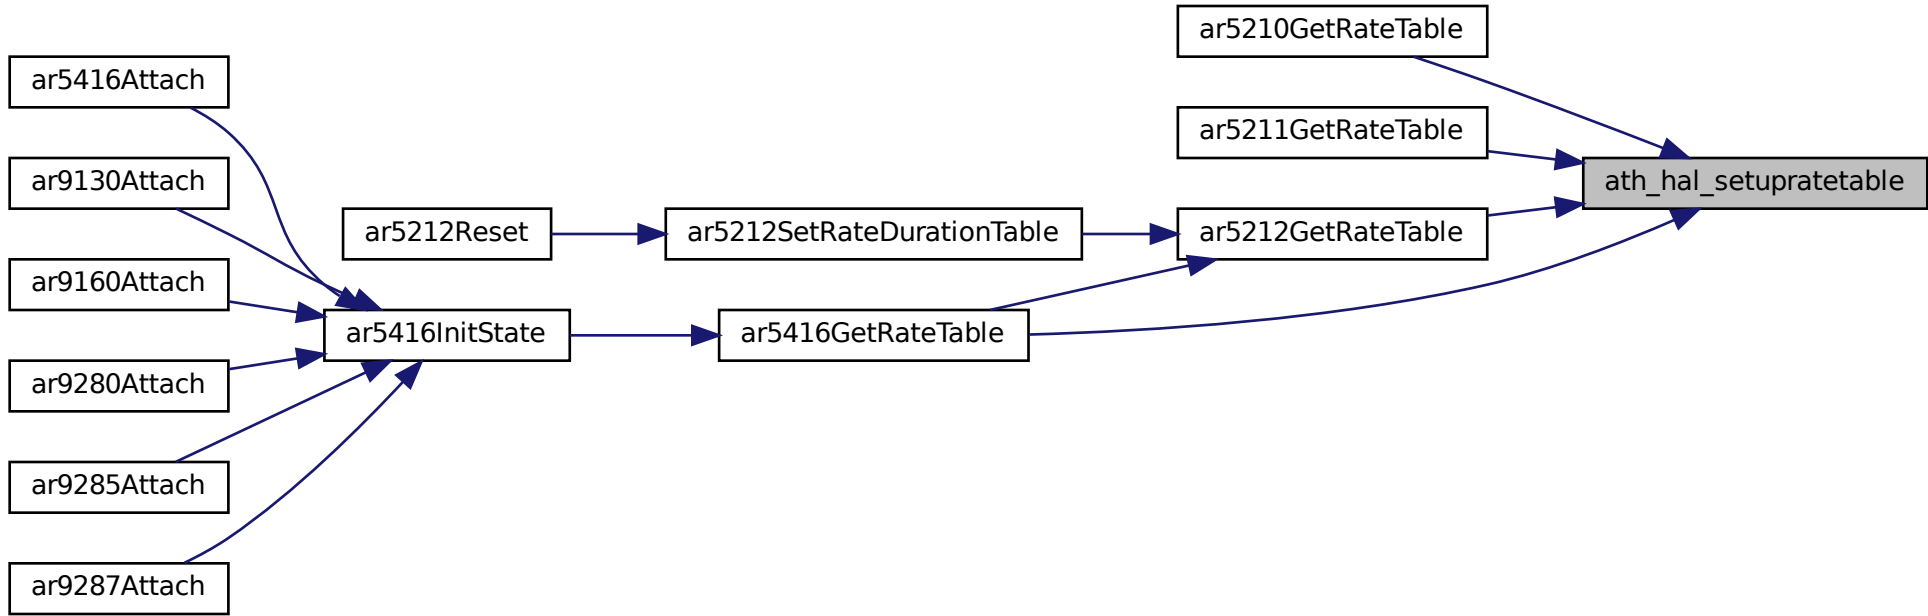 ar5210GetRateTable
ar5416Attach
ar5211GetRateTable
ar9130Attach
ath_hal_setupratetable
ar5212Reset
ar5212SetRateDurationTable
ar5212GetRateTable
ar9160Attach
ar5416InitState
ar5416GetRateTable
ar9280Attach
ar9285Attach
ar9287Attach